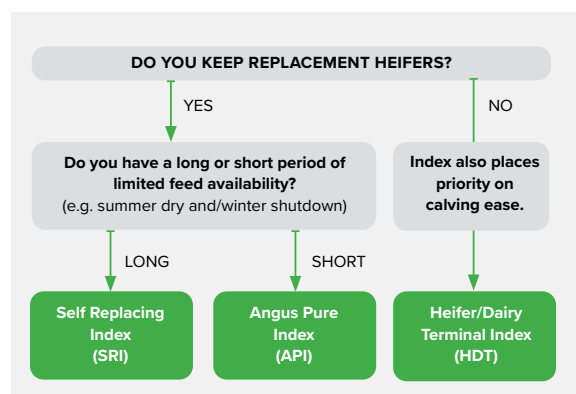 DO YOU KEEP REPLACEMENT HEIFERS?
YES
NO
Do you have a long or short period of
limited feed availability?
(e.g. summer dry and/winter shutdown)
Index also places
priority on
calving ease.
LONG
SHORT
Self Replacing
Index
(SRI)
Angus Pure
Index
(API)
Heifer/Dairy
Terminal Index
(HDT)